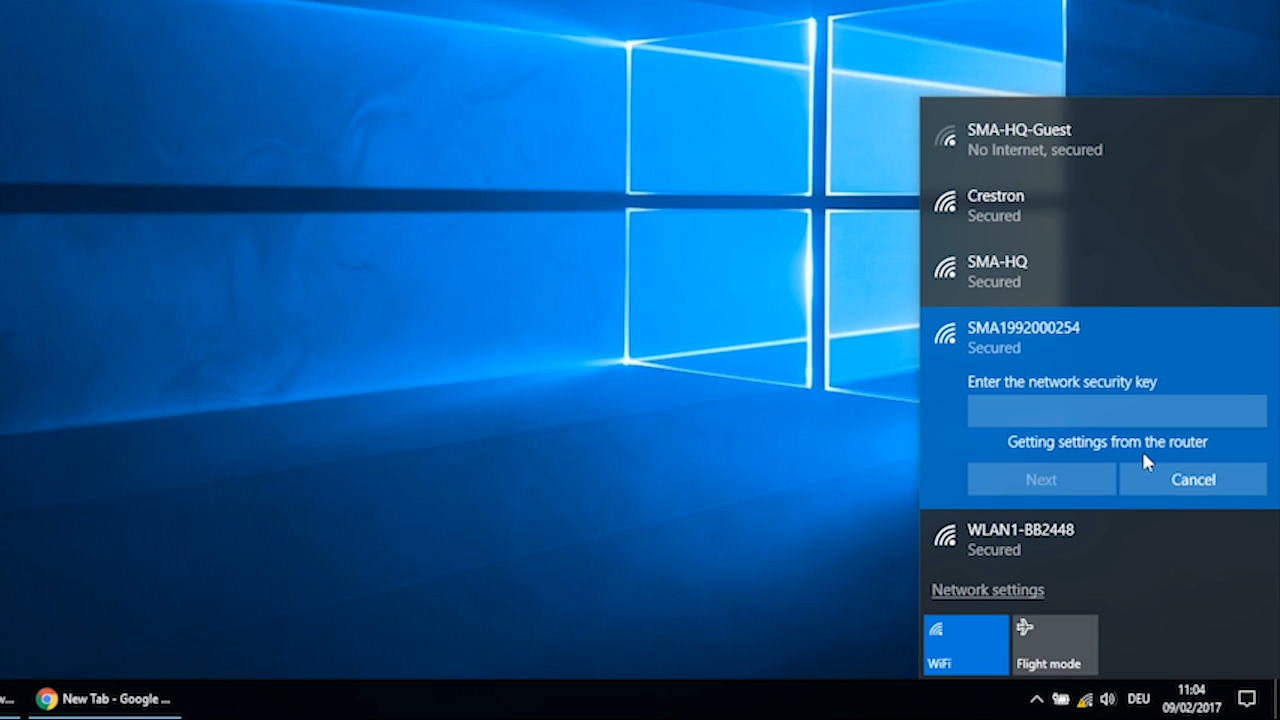 SMA-HQ-Guest
No Internet, secured
Crestron
Secured
SMA-HQ
Secured
SMA1992000254
Secured
Enter the network security key
Getting settings from the router
Next
Cancel
WLAN1-BB2448
Secured
Network settings
WiFi
Flight mode
New Tab - Google ...
DEU
11:04
09/02/2017